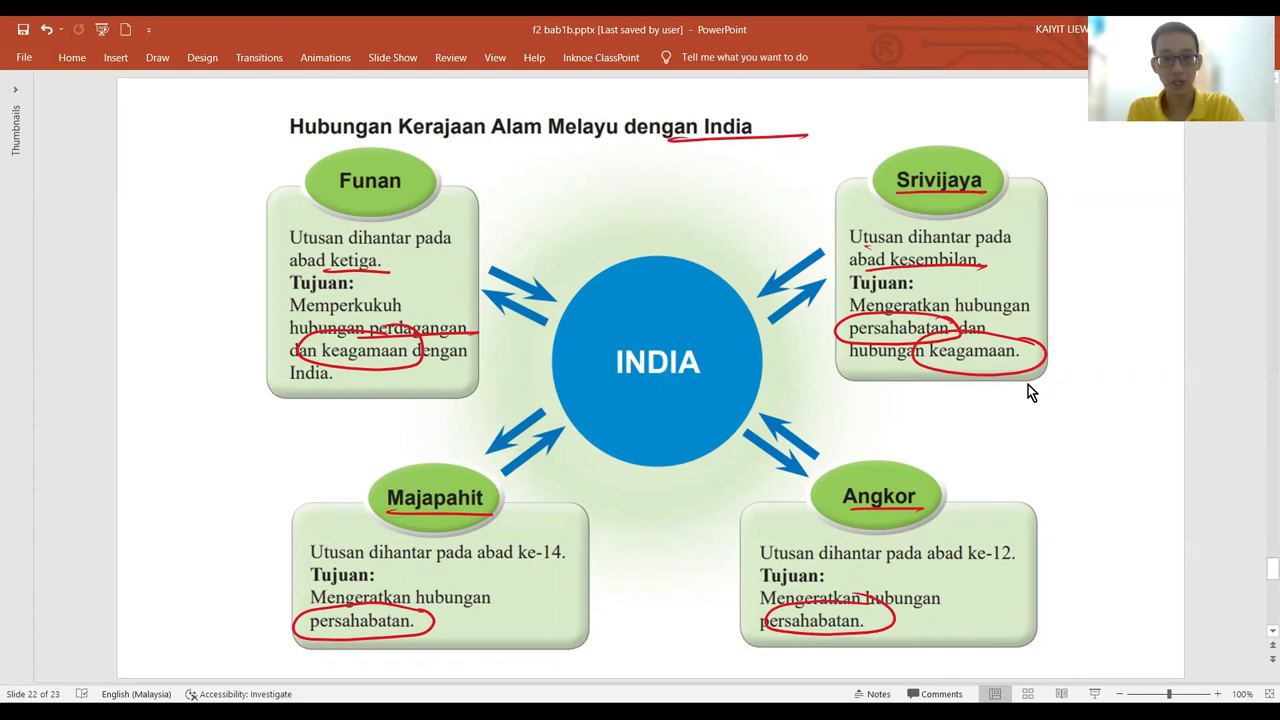 f2 bab1b.pptx [Last saved by user] - PowerPoint
KAIYIT LIEW
File Home Insert Draw Design Transitions Animations Slide Show Review View Help Inknoe ClassPoint Tell me what you want to do
Thumbnails
Hubungan Kerajaan Alam Melayu dengan India
Funan
Utusan dihantar pada
abad ketiga.
Tujuan:
Memperkukuh
hubungan perdagangan
dan keagamaan dengan
India.
Srivijaya
Utusan dihantar pada
abad kesembilan.
Tujuan:
Mengeratkan hubungan
persahabatan dan
hubungan keagamaan.
INDIA
Majapahit
Utusan dihantar pada abad ke-14.
Tujuan:
Mengeratkan hubungan
persahabatan.
Angkor
Utusan dihantar pada abad ke-12.
Tujuan:
Mengeratkan hubungan
persahabatan.
Slide 22 of 23 English (Malaysia) Accessibility: Investigate Notes Comments 100%